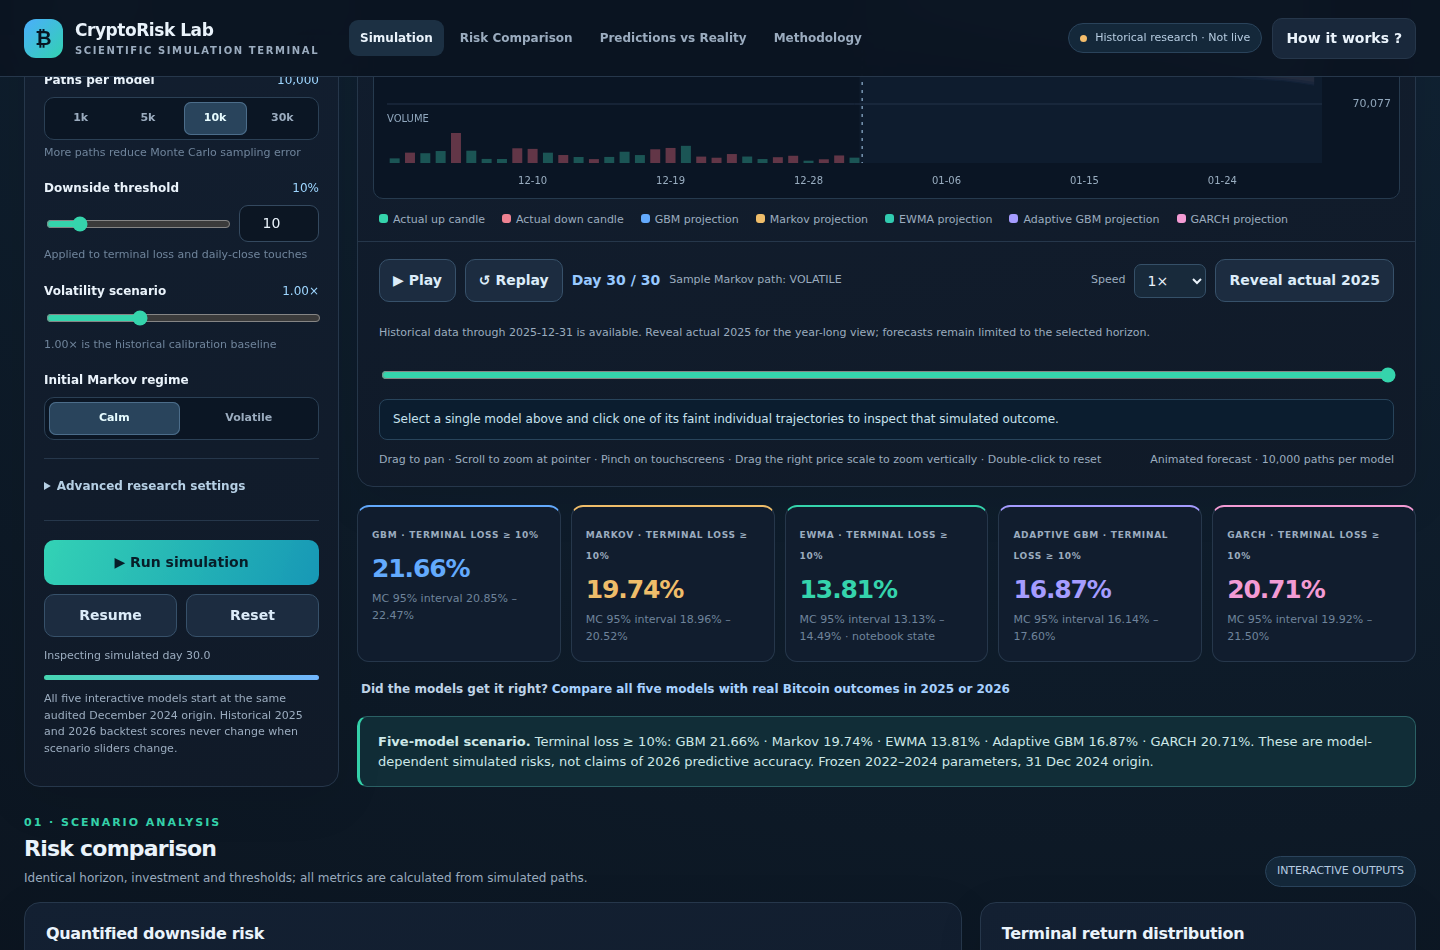 CryptoRisk Lab
SCIENTIFIC SIMULATION TERMINAL
Simulation
Risk Comparison
Predictions vs Reality
Methodology
Historical research · Not live
How it works ?
Paths per model
10,000
1k
5k
10k
30k
More paths reduce Monte Carlo sampling error
Downside threshold
10%
10
Applied to terminal loss and daily-close touches
Volatility scenario
1.00×
1.00× is the historical calibration baseline
Initial Markov regime
Calm
Volatile
▶ Advanced research settings
▶ Run simulation
Resume
Reset
Inspecting simulated day 30.0
All five interactive models start at the same
audited December 2024 origin. Historical 2025
and 2026 backtest scores never change when
scenario sliders change.
70,077
VOLUME
12-10
12-19
12-28
01-06
01-15
01-24
Actual up candle
Actual down candle
GBM projection
Markov projection
EWMA projection
Adaptive GBM projection
GARCH projection
▶ Play
↺ Replay
Day 30 / 30
Sample Markov path: VOLATILE
Speed
1×
Reveal actual 2025
Historical data through 2025-12-31 is available. Reveal actual 2025 for the year-long view; forecasts remain limited to the selected horizon.
Select a single model above and click one of its faint individual trajectories to inspect that simulated outcome.
Drag to pan · Scroll to zoom at pointer · Pinch on touchscreens · Drag the right price scale to zoom vertically · Double-click to reset
Animated forecast · 10,000 paths per model
GBM · TERMINAL LOSS ≥ 10%
21.66%
MC 95% interval 20.85% –
22.47%
MARKOV · TERMINAL LOSS ≥
10%
19.74%
MC 95% interval 18.96% –
20.52%
EWMA · TERMINAL LOSS ≥
10%
13.81%
MC 95% interval 13.13% –
14.49% · notebook state
ADAPTIVE GBM · TERMINAL
LOSS ≥ 10%
16.87%
MC 95% interval 16.14% –
17.60%
GARCH · TERMINAL LOSS ≥
10%
20.71%
MC 95% interval 19.92% –
21.50%
Did the models get it right? Compare all five models with real Bitcoin outcomes in 2025 or 2026
Five-model scenario. Terminal loss ≥ 10%: GBM 21.66% · Markov 19.74% · EWMA 13.81% · Adaptive GBM 16.87% · GARCH 20.71%. These are model-
dependent simulated risks, not claims of 2026 predictive accuracy. Frozen 2022–2024 parameters, 31 Dec 2024 origin.
01 · SCENARIO ANALYSIS
Risk comparison
Identical horizon, investment and thresholds; all metrics are calculated from simulated paths.
INTERACTIVE OUTPUTS
Quantified downside risk
Terminal return distribution